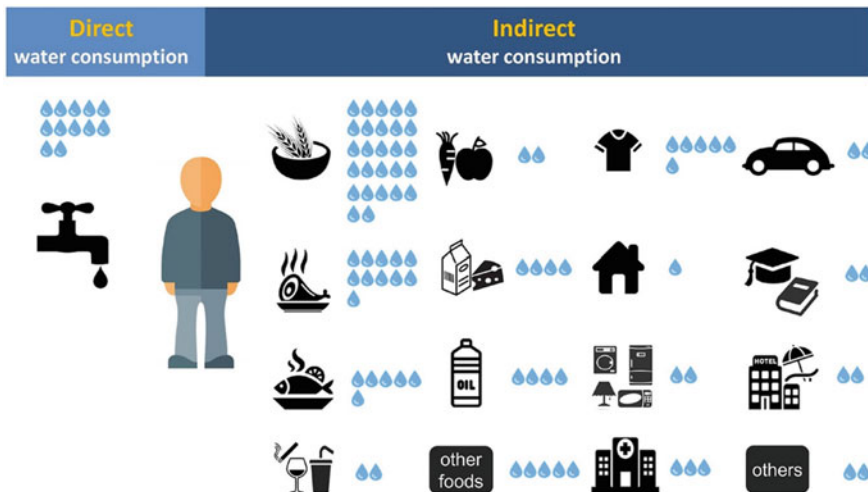 Direct
water consumption
Indirect
water consumption
OIL
HOTEL
other
foods
others